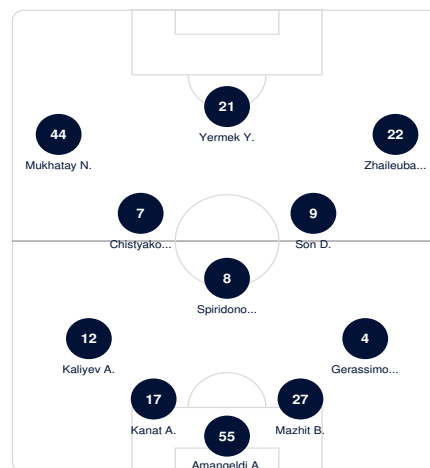 21
Yermek Y.
44
Mukhatay N.
22
Zhaileuba...
7
Chistyako...
9
Son D.
8
Spiridono...
12
Kaliyev A.
4
Gerassimo...
17
Kanat A.
27
Mazhit B.
55
Amangeldi A.